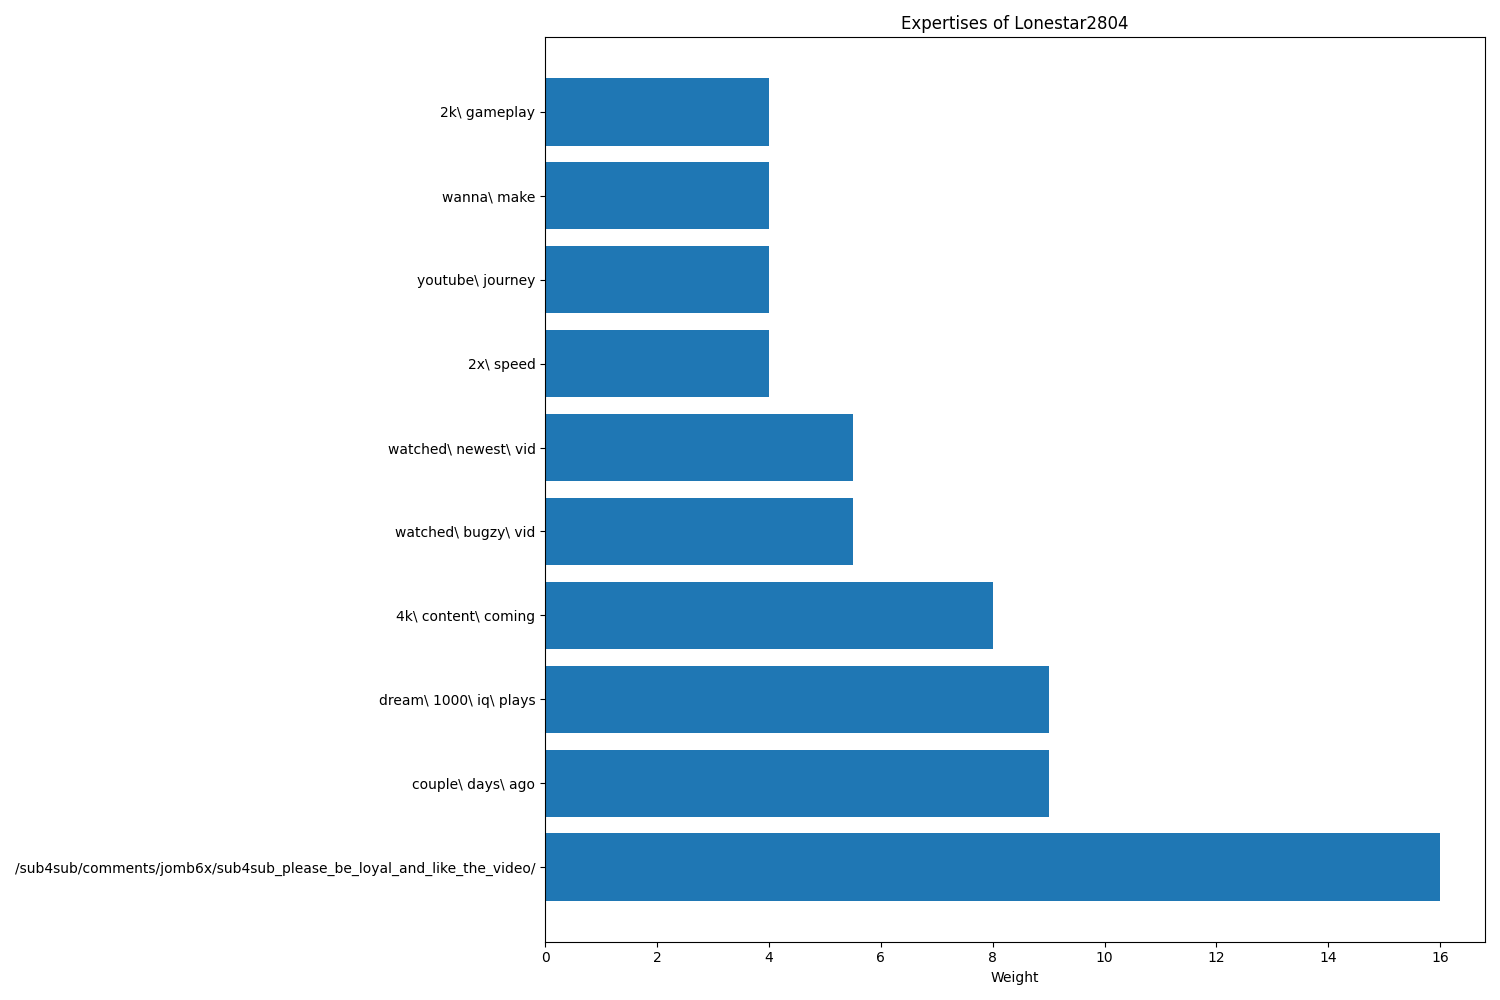 Expertises of Lonestar2804
2k\ gameplay
wanna\ make
youtube\ journey
2x\ speed
watched\ newest\ vid
watched\ bugzy\ vid
4k\ content\ coming
dream\ 1000\ iq\ plays
couple\ days\ ago
/sub4sub/comments/jomb6x/sub4sub_please_be_loyal_and_like_the_video/
0 2 4 6 8 10 12 14 16
Weight